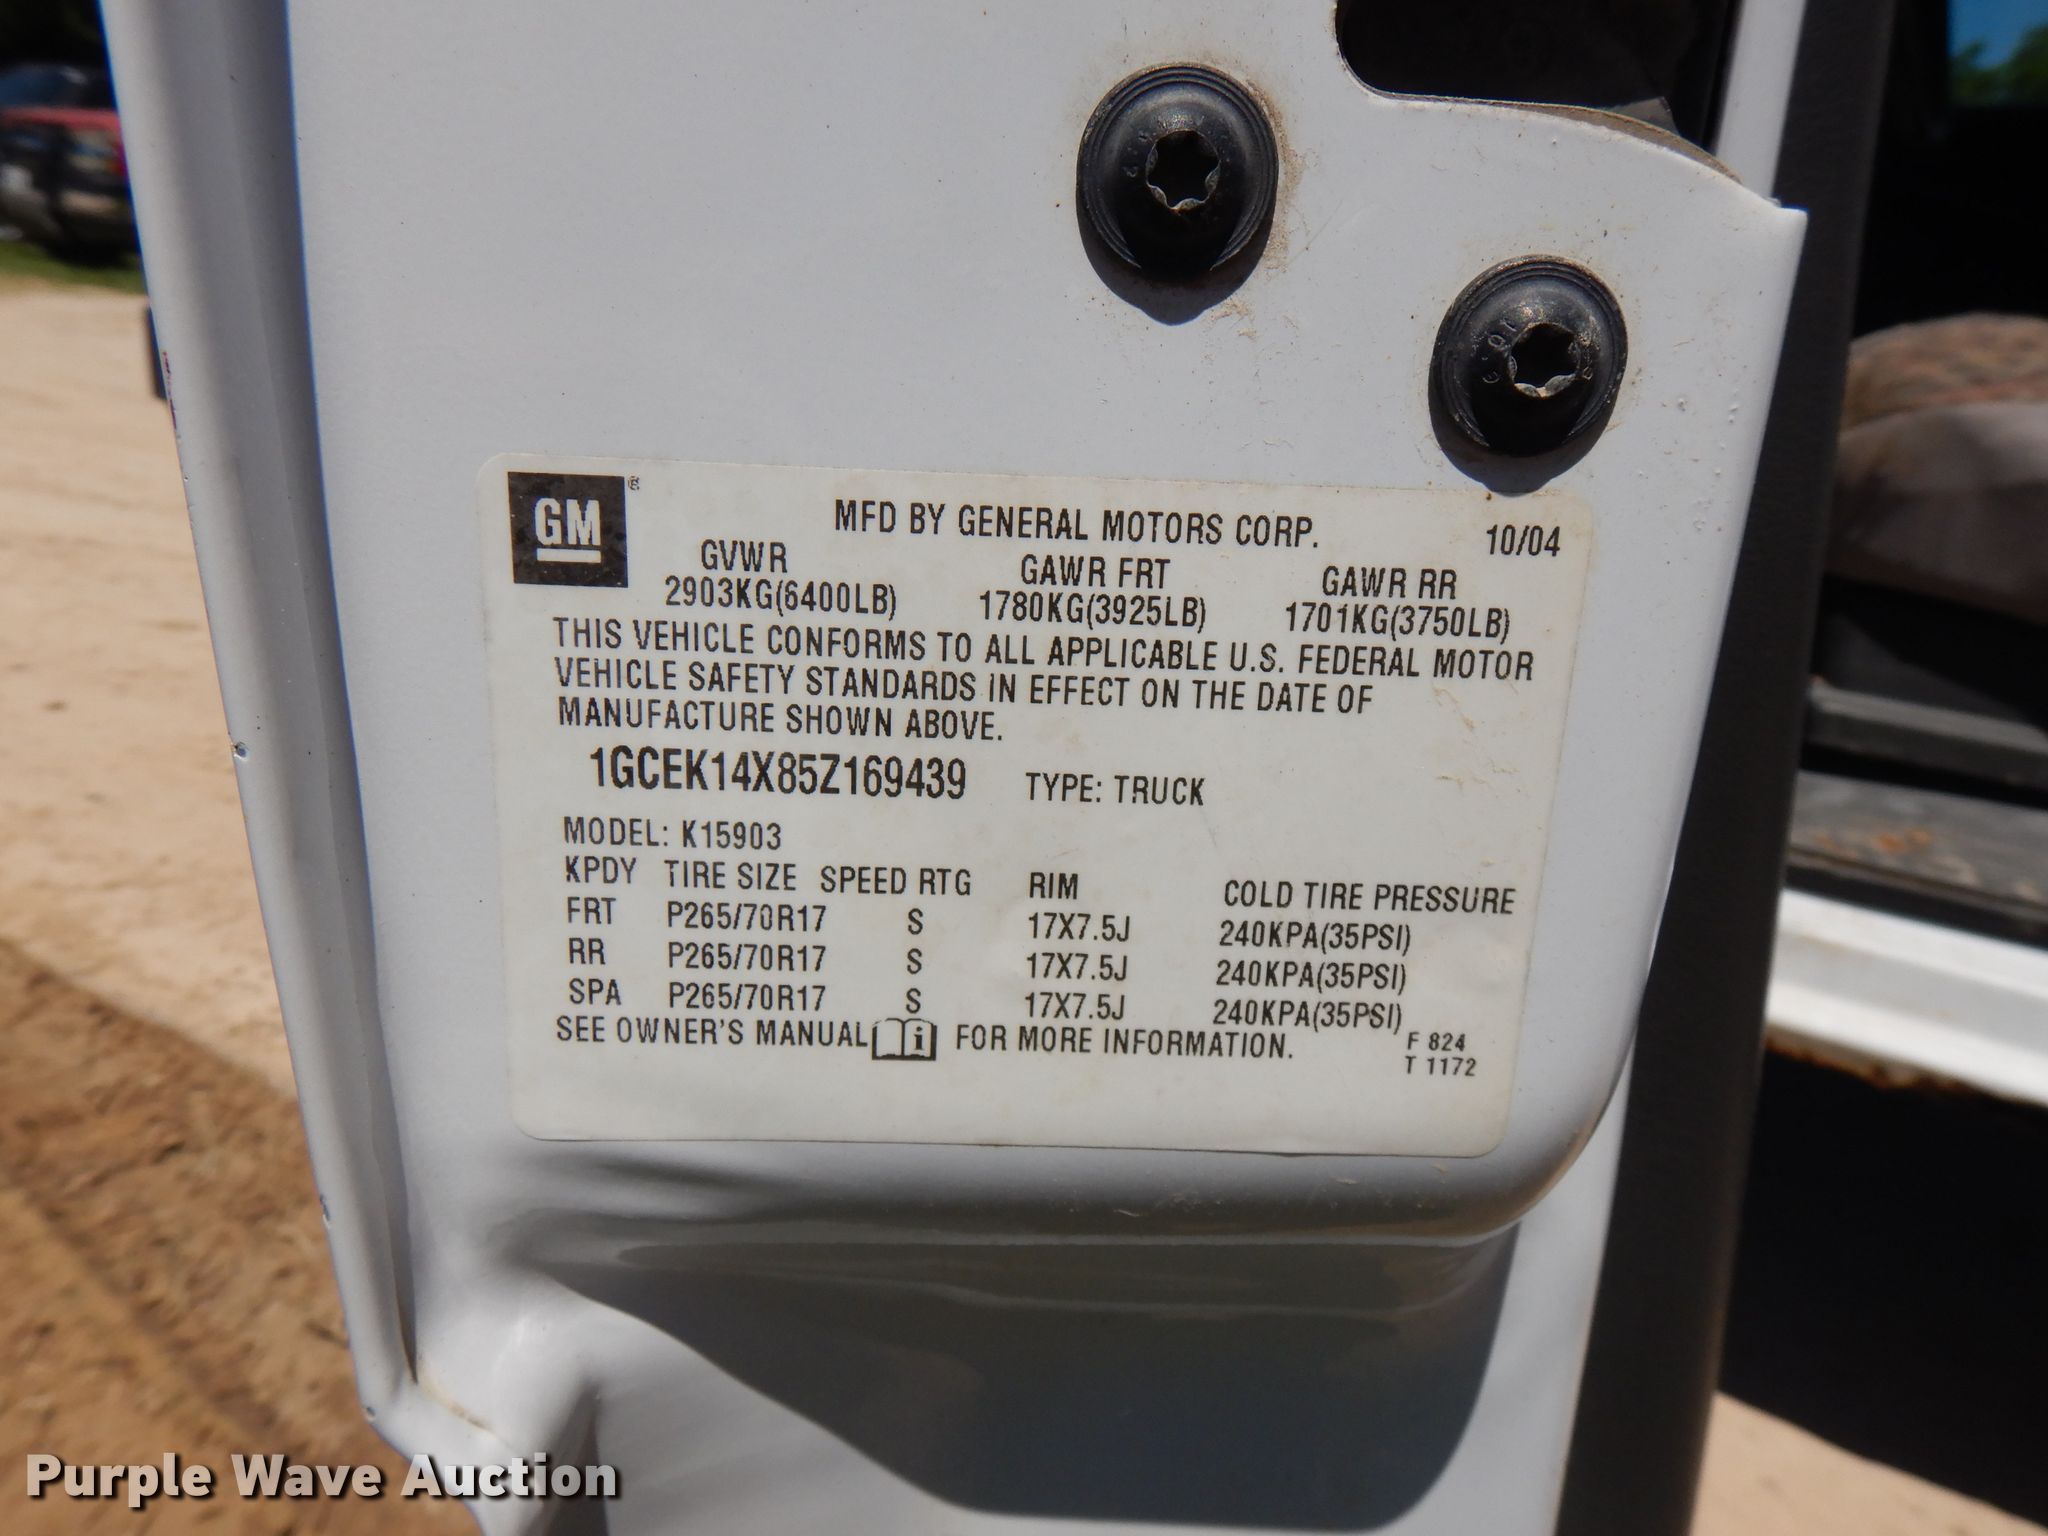 GM ®
MFD BY GENERAL MOTORS CORP. 10/04
GVWR GAWR FRT GAWR RR
2903KG(6400LB) 1780KG(3925LB) 1701KG(3750LB)
THIS VEHICLE CONFORMS TO ALL APPLICABLE U.S. FEDERAL MOTOR
VEHICLE SAFETY STANDARDS IN EFFECT ON THE DATE OF
MANUFACTURE SHOWN ABOVE.
1GCEK14X85Z169439 TYPE: TRUCK
MODEL: K15903
KPDY TIRE SIZE SPEED RTG RIM COLD TIRE PRESSURE
FRT P265/70R17 S 17X7.5J 240KPA(35PSI)
RR P265/70R17 S 17X7.5J 240KPA(35PSI)
SPA P265/70R17 S 17X7.5J 240KPA(35PSI)
SEE OWNER'S MANUAL i FOR MORE INFORMATION.
F 824
T 1172
Purple Wave Auction